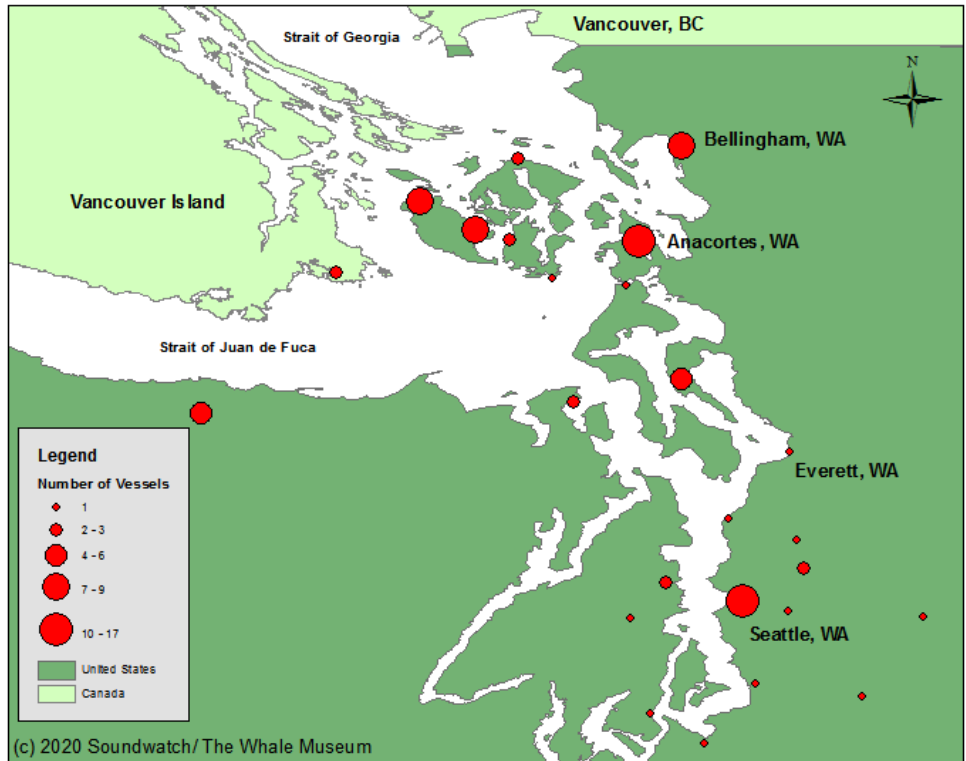 Vancouver, BC
Strait of Georgia
N
Bellingham, WA
Vancouver Island
Anacortes, WA
Strait of Juan de Fuca
Everett, WA
Seattle, WA
Legend
Number of Vessels
1
2 - 3
4 - 6
7 - 9
10 - 17
United States
Canada
(c) 2020 Soundwatch/ The Whale Museum